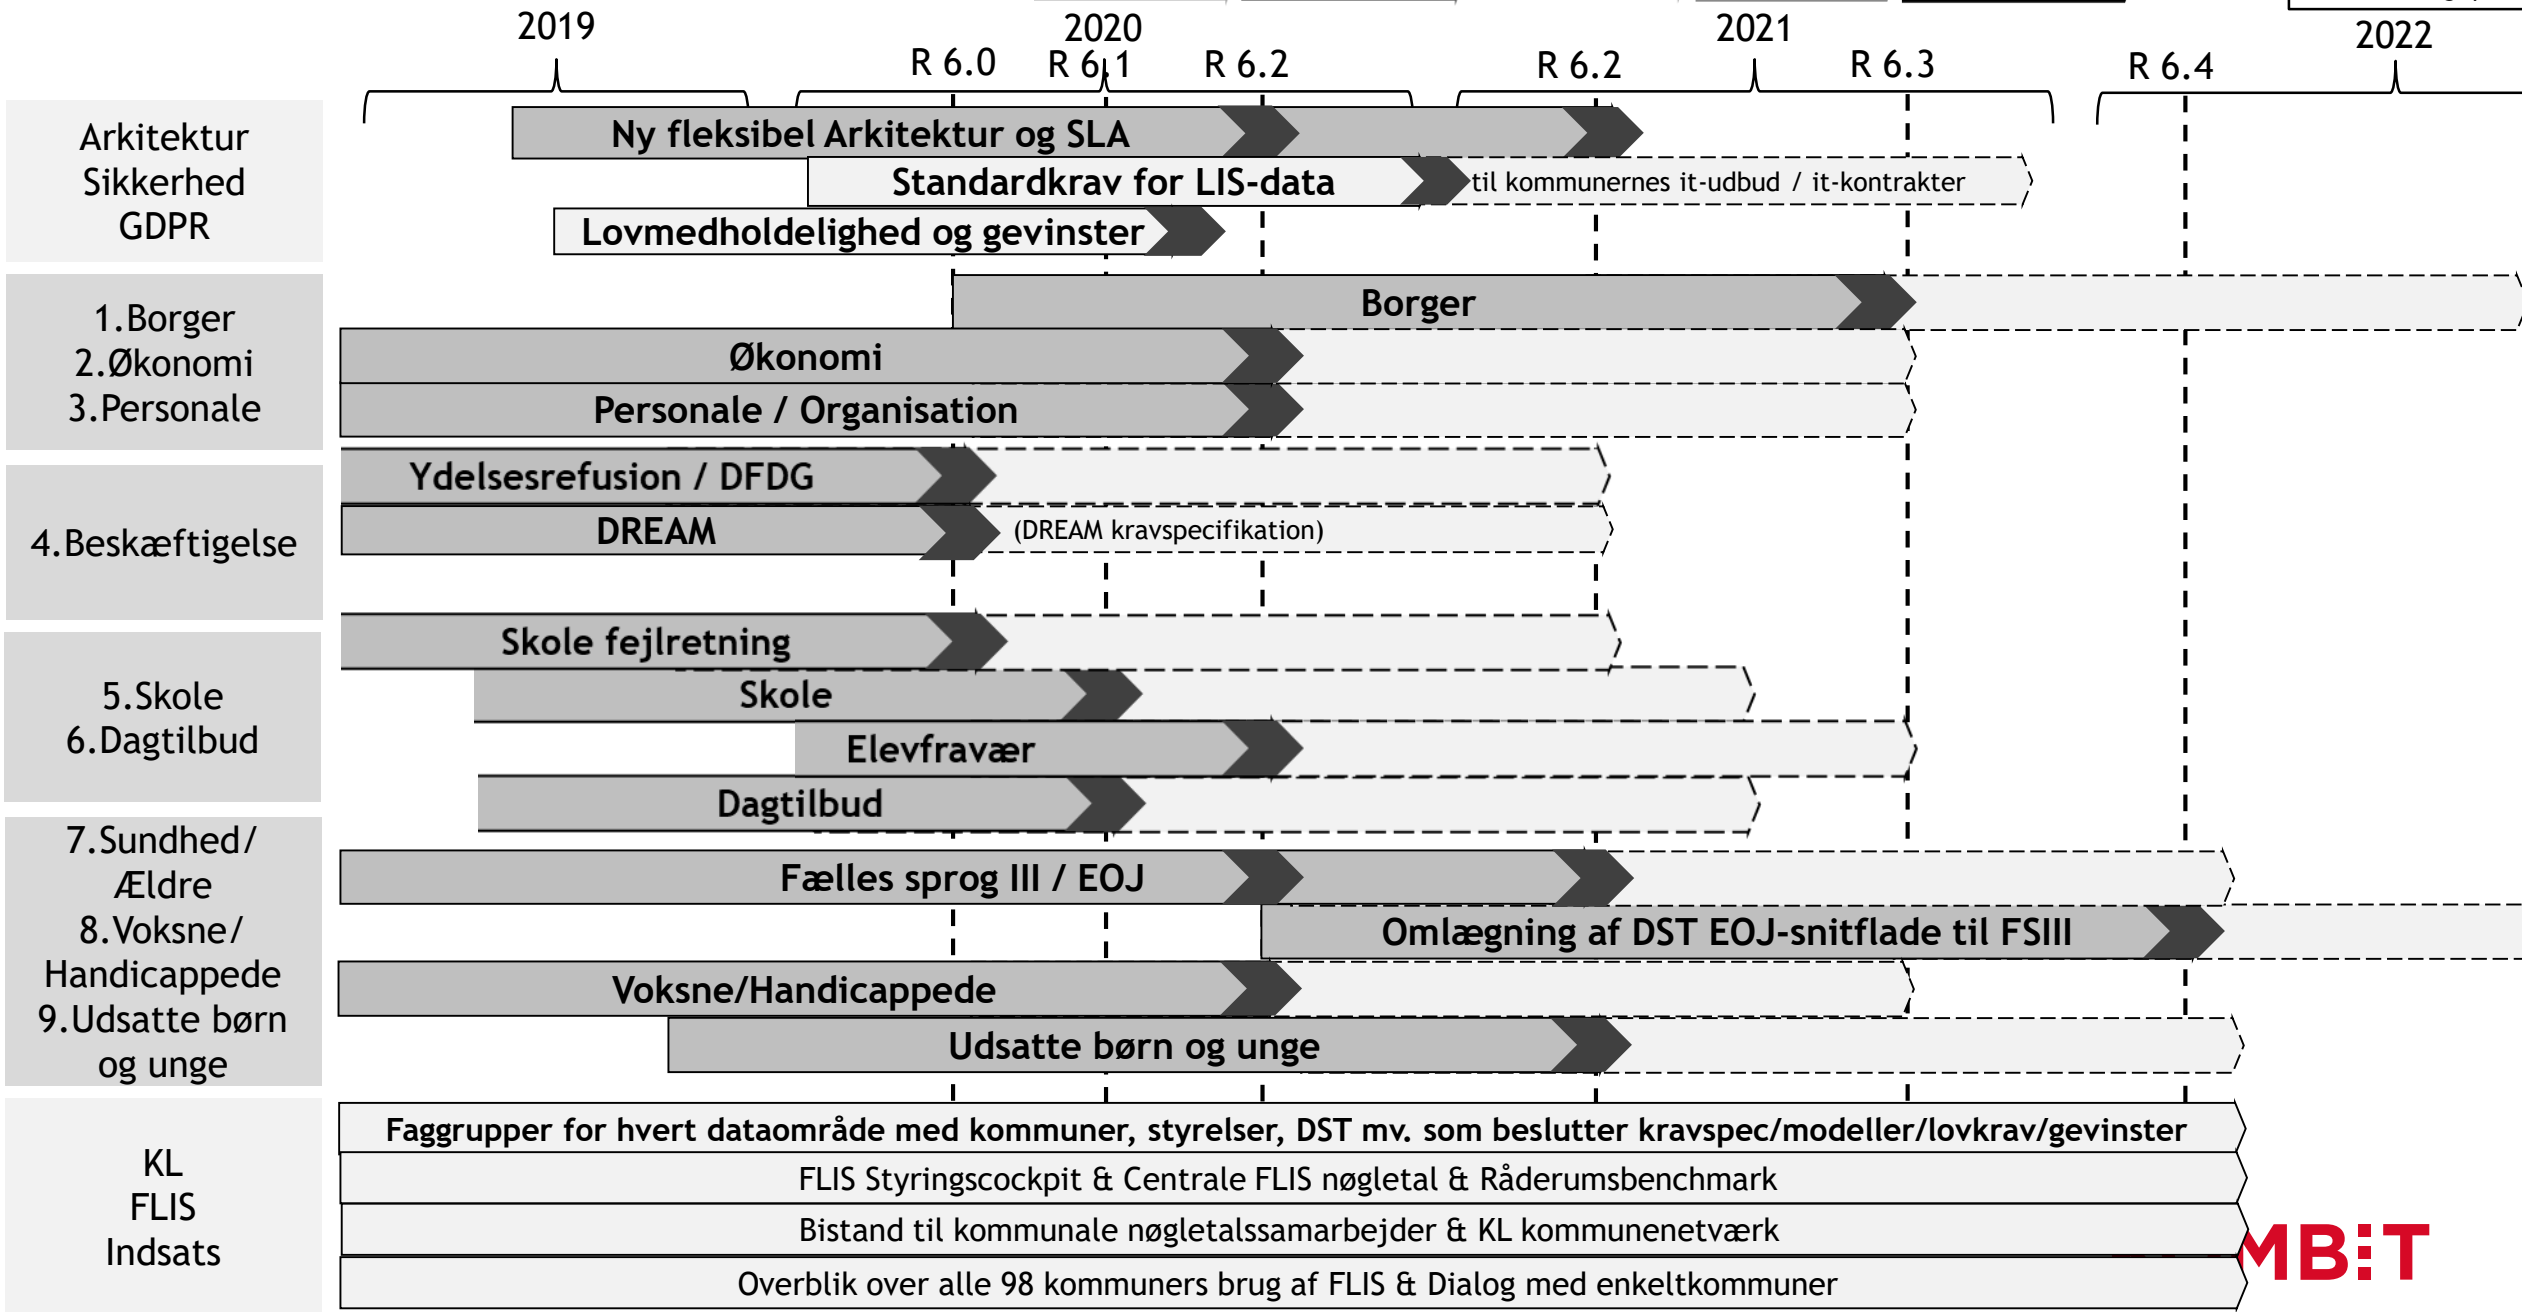 2019
2020
2021
2022
R 6.0
R 6.1
R 6.2
R 6.2
R 6.3
R 6.4
Arkitektur
Sikkerhed
GDPR
Ny fleksibel Arkitektur og SLA
Standardkrav for LIS-data
til kommunernes it-udbud / it-kontrakter
Lovmedholdelighed og gevinster
1.Borger
2.Økonomi
3.Personale
Borger
Økonomi
Personale / Organisation
4.Beskæftigelse
Ydelsesrefusion / DFDG
DREAM
(DREAM kravspecifikation)
5.Skole
6.Dagtilbud
Skole fejlretning
Skole
Elevfravær
Dagtilbud
7.Sundhed/
Ældre
8.Voksne/
Handicappede
9.Udsatte børn
og unge
Fælles sprog III / EOJ
Omlægning af DST EOJ-snitflade til FSIII
Voksne/Handicappede
Udsatte børn og unge
KL
FLIS
Indsats
Faggrupper for hvert dataområde med kommuner, styrelser, DST mv. som beslutter kravspec/modeller/lovkrav/gevinster
FLIS Styringscockpit & Centrale FLIS nøgletal & Råderumsbenchmark
Bistand til kommunale nøgletalssamarbejder & KL kommunenetværk
Overblik over alle 98 kommuners brug af FLIS & Dialog med enkeltkommuner